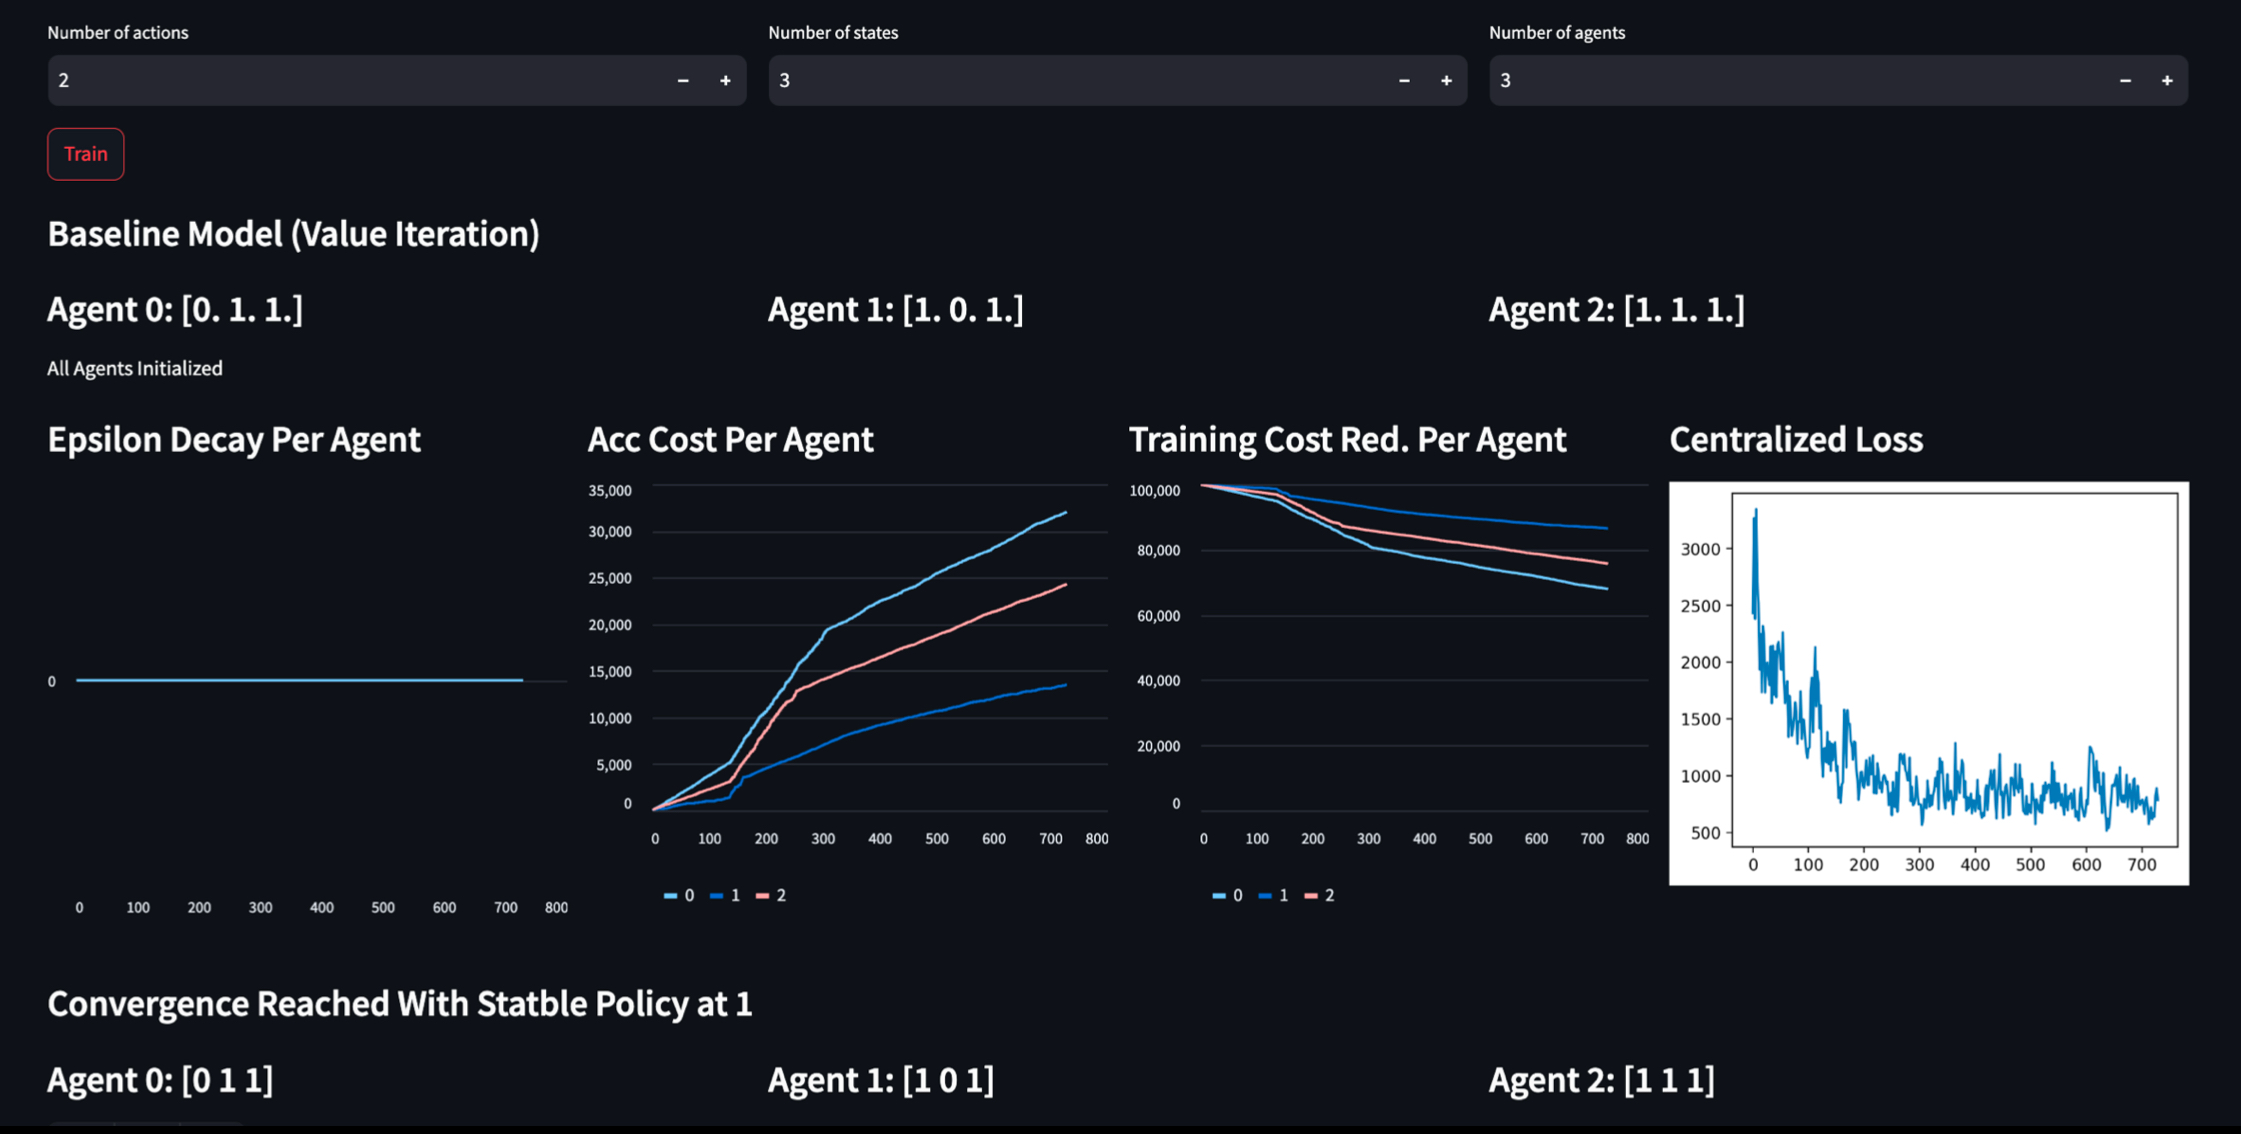 Number of actions
Number of states
Number of agents
2 − +
3 − +
3 − +
Train
Baseline Model (Value Iteration)
Agent 0: [0. 1. 1.]
Agent 1: [1. 0. 1.]
Agent 2: [1. 1. 1.]
All Agents Initialized
Epsilon Decay Per Agent
0
0 100 200 300 400 500 600 700 800
Acc Cost Per Agent
35,000
30,000
25,000
20,000
15,000
10,000
5,000
0
0 100 200 300 400 500 600 700 800
0 1 2
Training Cost Red. Per Agent
100,000
80,000
60,000
40,000
20,000
0
0 100 200 300 400 500 600 700 800
0 1 2
Centralized Loss
3000
2500
2000
1500
1000
500
0 100 200 300 400 500 600 700
Convergence Reached With Statble Policy at 1
Agent 0: [0 1 1]
Agent 1: [1 0 1]
Agent 2: [1 1 1]